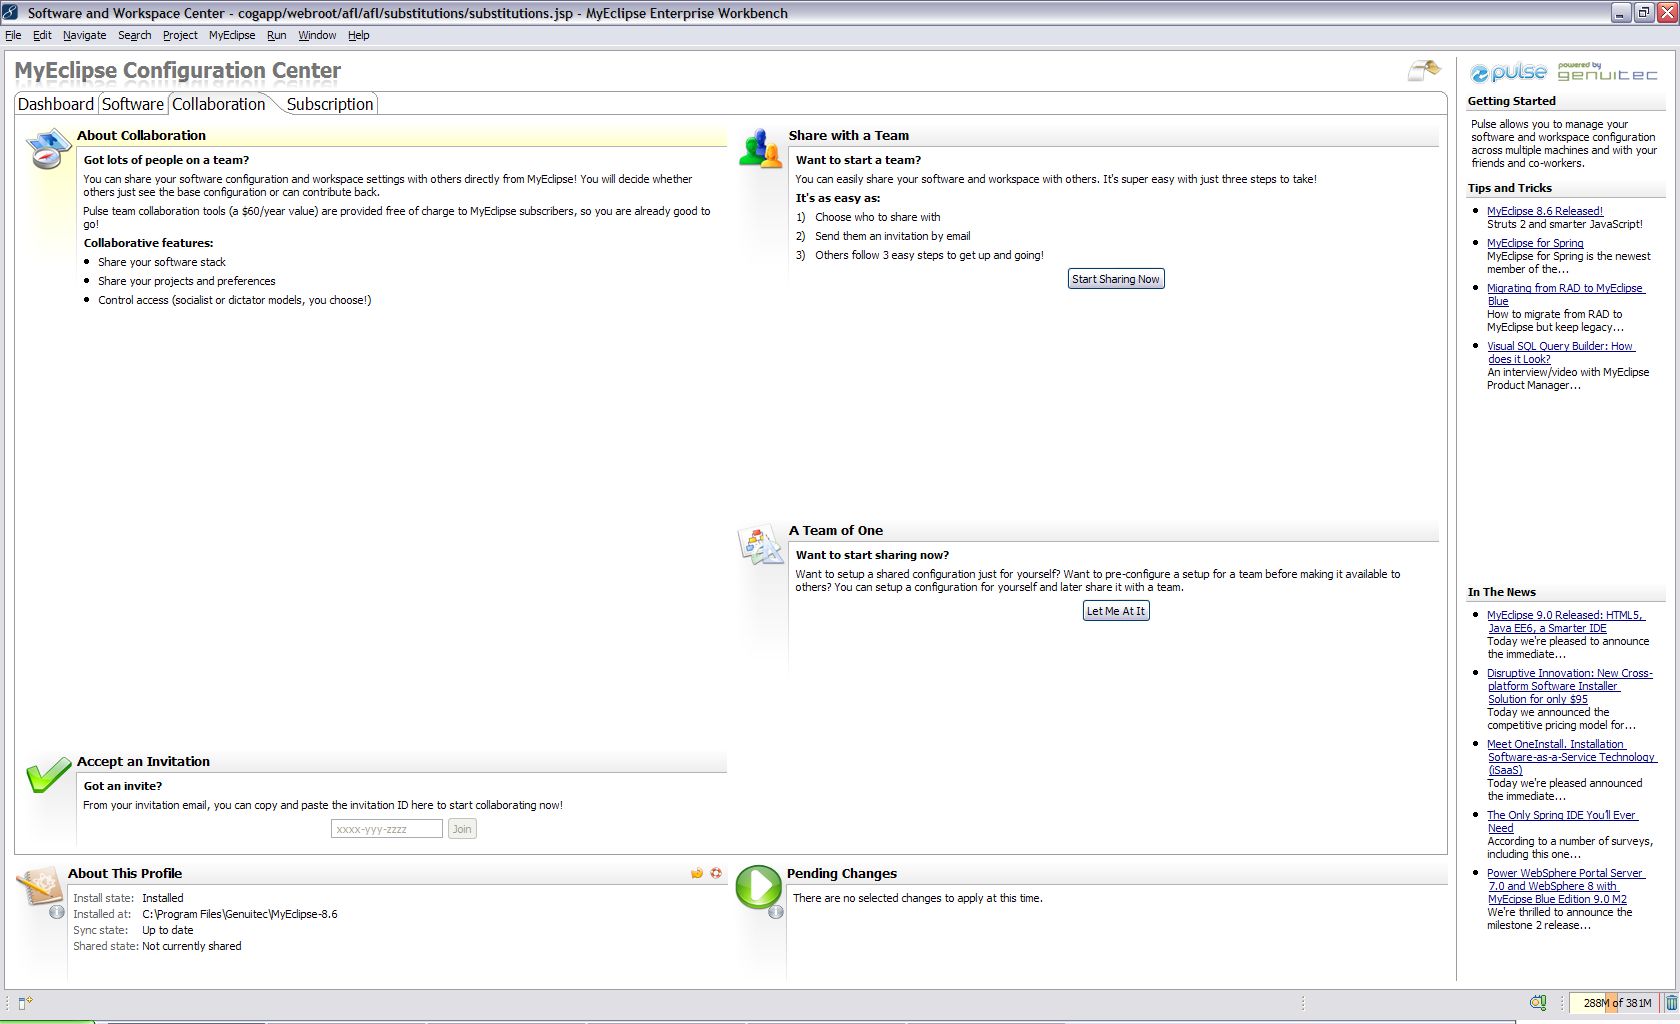 Software and Workspace Center - cogapp/webroot/afl/afl/substitutions/substitutions.jsp - MyEclipse Enterprise Workbench
File Edit Navigate Search Project MyEclipse Run Window Help
MyEclipse Configuration Center
Dashboard Software Collaboration Subscription
About Collaboration
Got lots of people on a team?
You can share your software configuration and workspace settings with others directly from MyEclipse! You will decide whether
others just see the base configuration or can contribute back.
Pulse team collaboration tools (a $60/year value) are provided free of charge to MyEclipse subscribers, so you are already good to
go!
Collaborative features:
Share your software stack
Share your projects and preferences
Control access (socialist or dictator models, you choose!)
Share with a Team
Want to start a team?
You can easily share your software and workspace with others. It's super easy with just three steps to take!
It's as easy as:
1) Choose who to share with
2) Send them an invitation by email
3) Others follow 3 easy steps to get up and going!
Start Sharing Now
A Team of One
Want to start sharing now?
Want to setup a shared configuration just for yourself? Want to pre-configure a setup for a team before making it available to
others? You can setup a configuration for yourself and later share it with a team.
Let Me At It
Accept an Invitation
Got an invite?
From your invitation email, you can copy and paste the invitation ID here to start collaborating now!
xxxx-yyy-zzzz Join
About This Profile
Install state: Installed
Installed at: C:\Program Files\Genuitec\MyEclipse-8.6
Sync state: Up to date
Shared state: Not currently shared
Pending Changes
There are no selected changes to apply at this time.
pulse powered by genuitec
Getting Started
Pulse allows you to manage your
software and workspace configuration
across multiple machines and with your
friends and co-workers.
Tips and Tricks
MyEclipse 8.6 Released!
Struts 2 and smarter JavaScript!
MyEclipse for Spring
MyEclipse for Spring is the newest
member of the...
Migrating from RAD to MyEclipse
Blue
How to migrate from RAD to
MyEclipse but keep legacy...
Visual SQL Query Builder: How
does it Look?
An interview/video with MyEclipse
Product Manager...
In The News
MyEclipse 9.0 Released: HTML5,
Java EE6, a Smarter IDE
Today we're pleased to announce
the immediate...
Disruptive Innovation: New Cross-
platform Software Installer
Solution for only $95
Today we announced the
competitive pricing model for...
Meet OneInstall. Installation
Software-as-a-Service Technology
(iSaaS)
Today we're pleased announced
the immediate...
The Only Spring IDE You'll Ever
Need
According to a number of surveys,
including this one...
Power WebSphere Portal Server
7.0 and WebSphere 8 with
MyEcipse Blue Edition 9.0 M2
We're thrilled to announce the
milestone 2 release...
288M of 381M